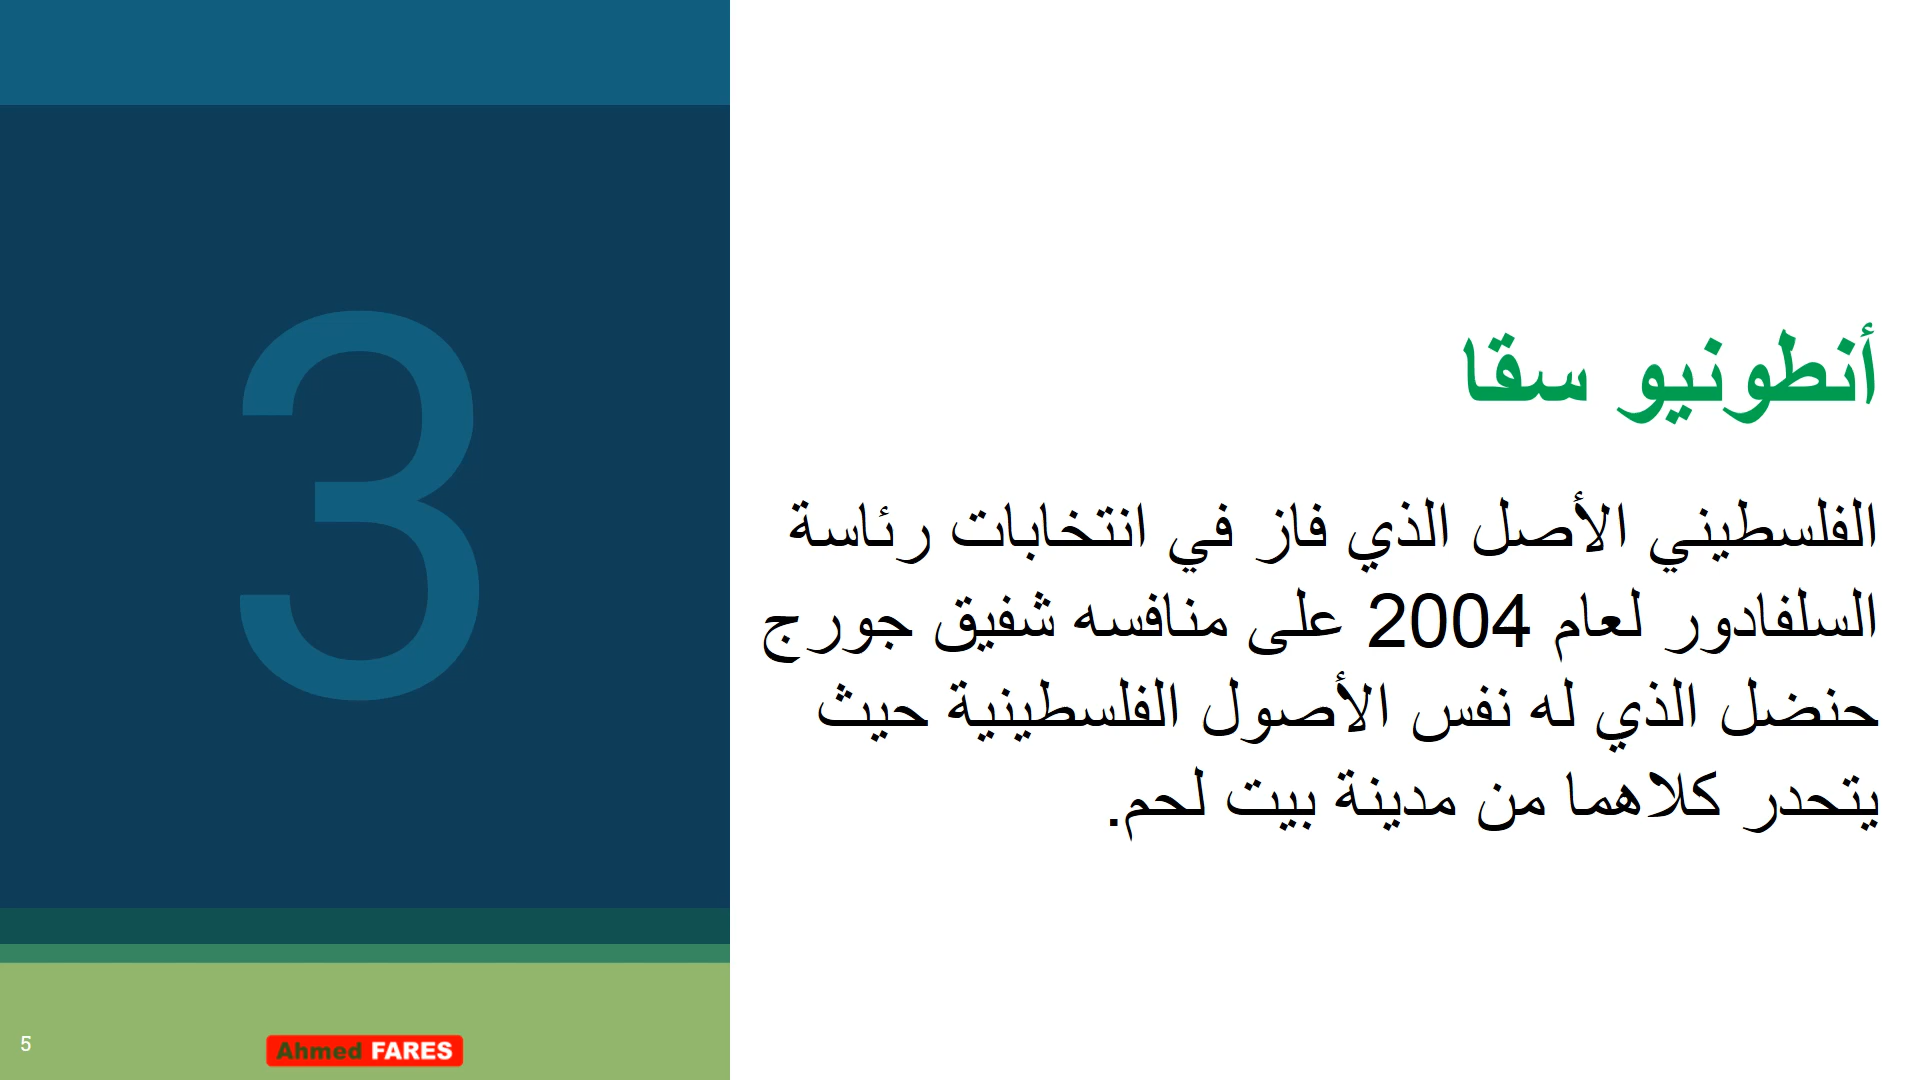 3
أنطونيو سقا
الفلسطيني الأصل الذي فاز في انتخابات رئاسة
السلفادور لعام 2004 على منافسه شفيق جورج
حنضل الذي له نفس الأصول الفلسطينية حيث
يتحدر كلاهما من مدينة بيت لحم.
5
Ahmed FARES